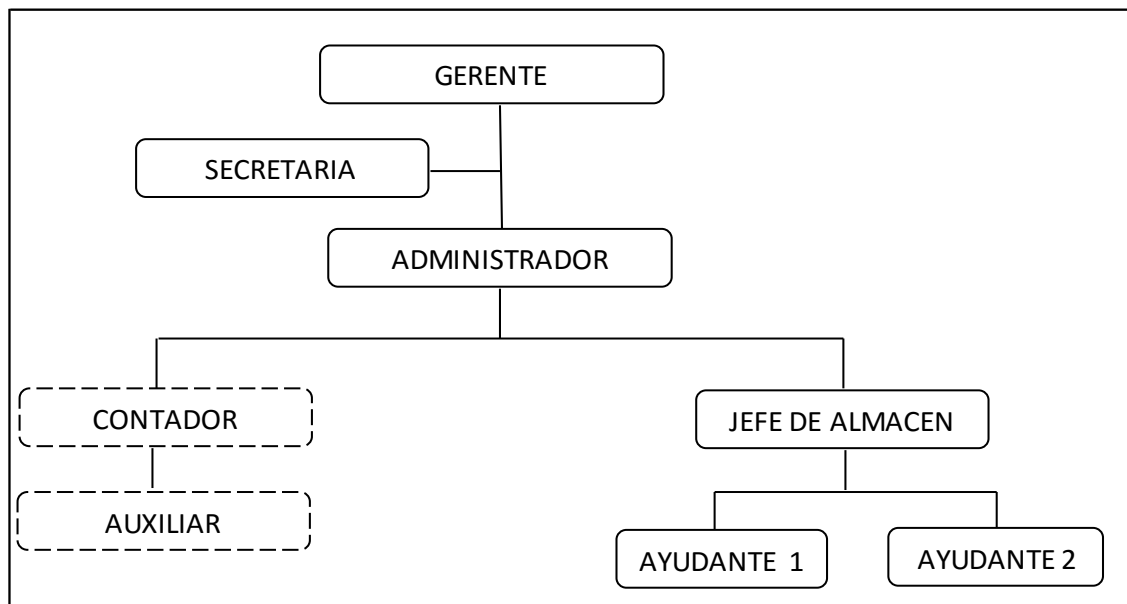 GERENTE
SECRETARIA
ADMINISTRADOR
CONTADOR
JEFE DE ALMACEN
AUXILIAR
AYUDANTE 1
AYUDANTE 2